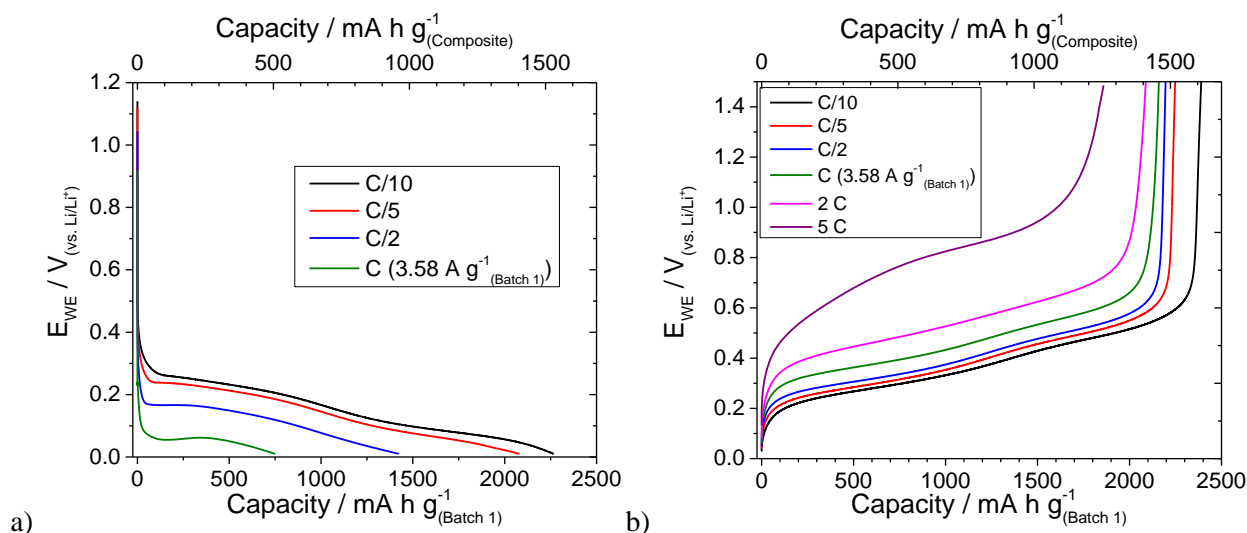 Capacity / mA h g⁻¹(Composite)
0 500 1000 1500
1.2
1.0
0.8
0.6
0.4
0.2
0.0
E_WE / V(vs. Li/Li⁺)
C/10
C/5
C/2
C (3.58 A g⁻¹(Batch 1))
0 500 1000 1500 2000 2500
Capacity / mA h g⁻¹(Batch 1)
a)
Capacity / mA h g⁻¹(Composite)
0 500 1000 1500
1.4
1.2
1.0
0.8
0.6
0.4
0.2
0.0
E_WE / V(vs. Li/Li⁺)
C/10
C/5
C/2
C (3.58 A g⁻¹(Batch 1))
2 C
5 C
0 500 1000 1500 2000 2500
Capacity / mA h g⁻¹(Batch 1)
b)